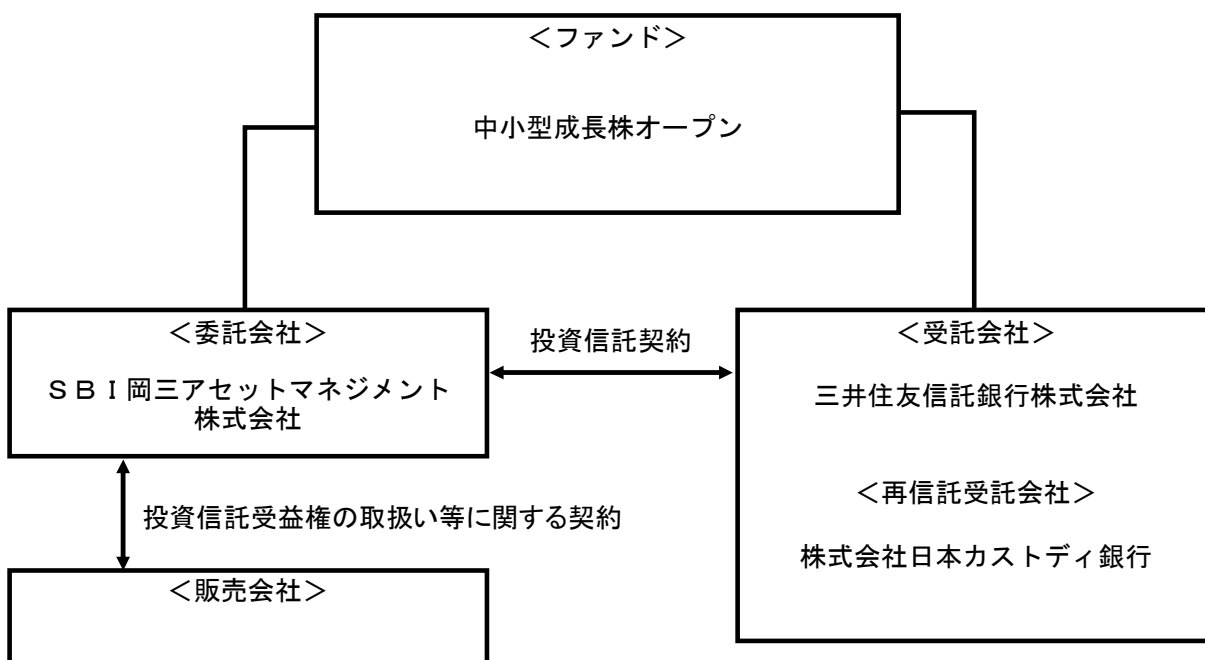 ＜ファンド＞
中小型成長株オープン
＜委託会社＞
ＳＢＩ岡三アセットマネジメント
株式会社
投資信託契約
＜受託会社＞
三井住友信託銀行株式会社
＜再信託受託会社＞
株式会社日本カストディ銀行
投資信託受益権の取扱い等に関する契約
＜販売会社＞